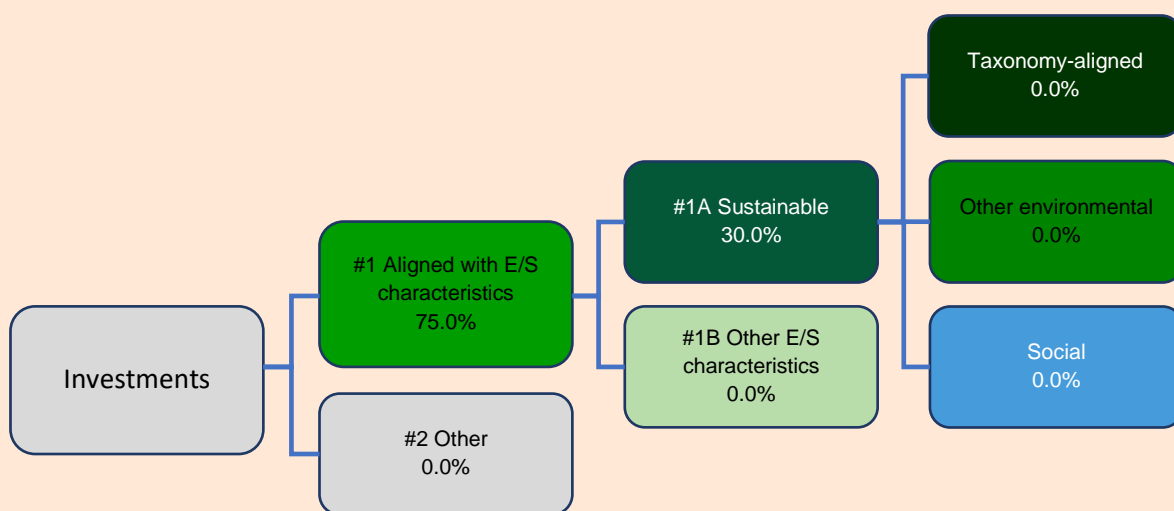 Investments
#1 Aligned with E/S
characteristics
75.0%
#2 Other
0.0%
#1A Sustainable
30.0%
#1B Other E/S
characteristics
0.0%
Taxonomy-aligned
0.0%
Other environmental
0.0%
Social
0.0%